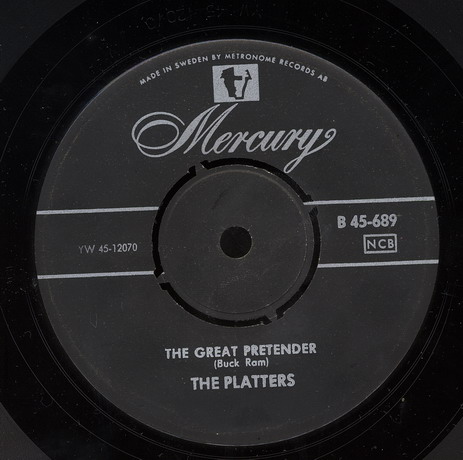 MADE IN SWEDEN BY METRONOME RECORDS AB
Mercury
B 45-689
YW 45-12070
NCB
THE GREAT PRETENDER
(Buck Ram)
THE PLATTERS